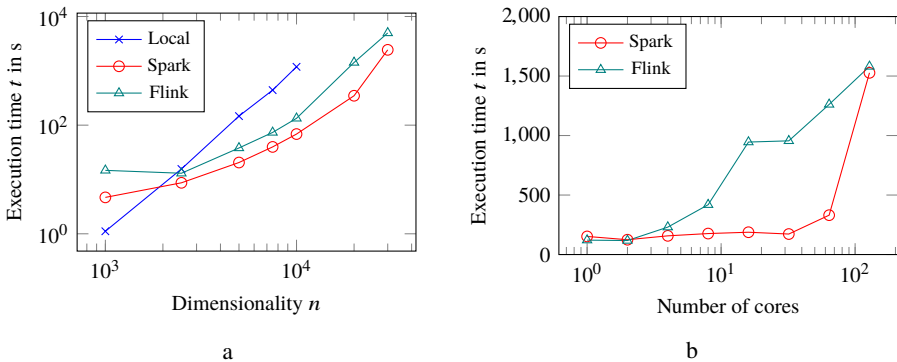 10^4
10^2
10^0
Execution time t in s
Local
Spark
Flink
10^3
10^4
Dimensionality n
a
2,000
1,500
1,000
500
0
Execution time t in s
Spark
Flink
10^0
10^1
10^2
Number of cores
b